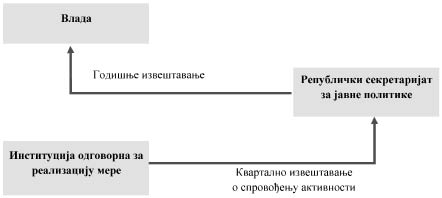 Влада
Годишње извештавање
Републички секретаријат
за јавне политике
Институција одговорна за
реализацију мере
Квартално извештавање
о спровођењу активности